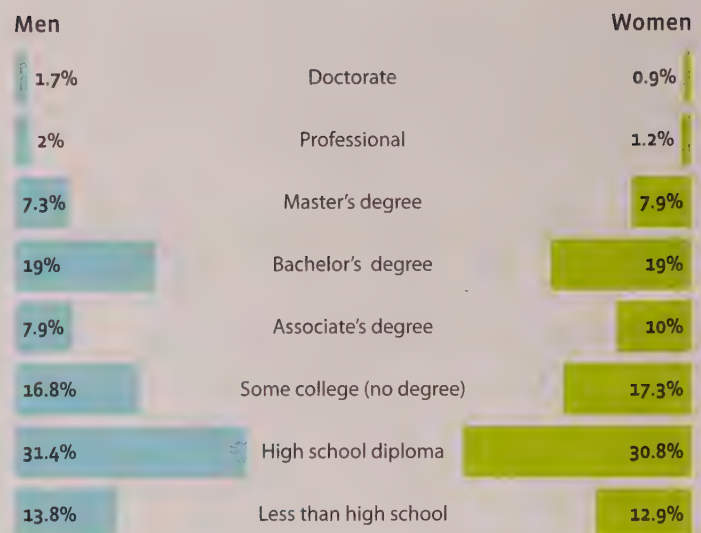 Men Women
1.7% Doctorate 0.9%
2% Professional 1.2%
7.3% Master's degree 7.9%
19% Bachelor's degree 19%
7.9% Associate's degree 10%
16.8% Some college (no degree) 17.3%
31.4% High school diploma 30.8%
13.8% Less than high school 12.9%